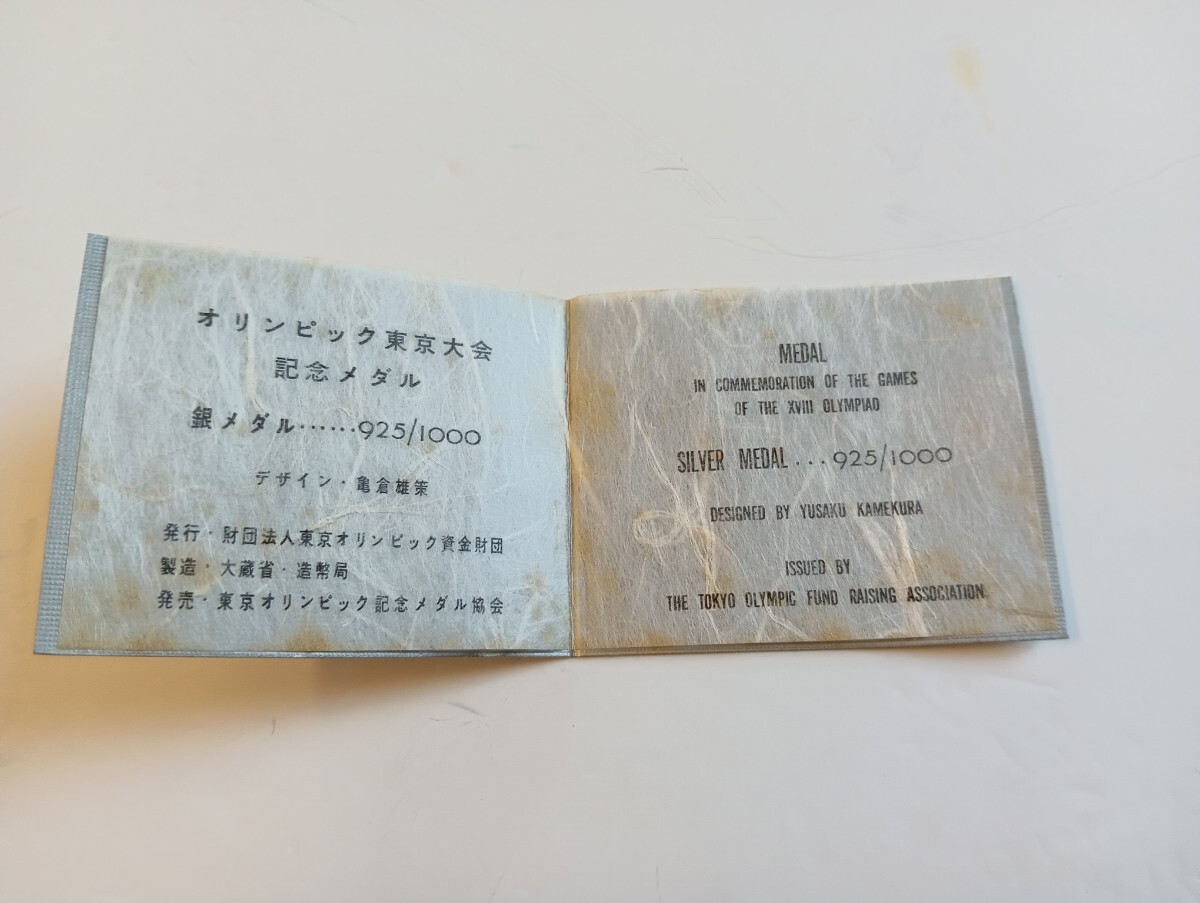 オリンピック東京大会
記念メダル
銀メダル……925/1000
デザイン・亀倉雄策
発行・財団法人東京オリンピック資金財団
製造・大蔵省・造幣局
発売・東京オリンピック記念メダル協会
MEDAL
IN COMMEMORATION OF THE GAMES
OF THE XVIII OLYMPIAD
SILVER MEDAL...925/1000
DESIGNED BY YUSAKU KAMEKURA
ISSUED BY
THE TOKYO OLYMPIC FUND RAISING ASSOCIATION